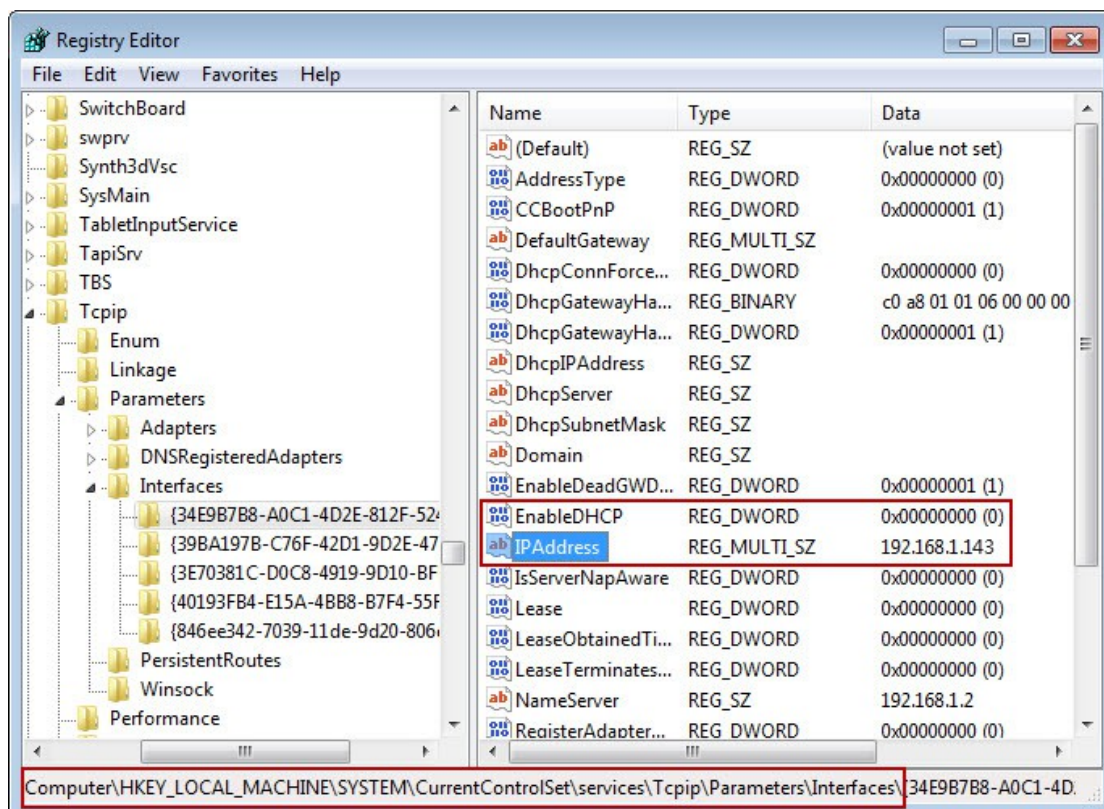 Registry Editor
File Edit View Favorites Help
SwitchBoard
swprv
Synth3dVsc
SysMain
TabletInputService
TapiSrv
TBS
Tcpip
Enum
Linkage
Parameters
Adapters
DNSRegisteredAdapters
Interfaces
{34E9B7B8-A0C1-4D2E-812F-524
{39BA197B-C76F-42D1-9D2E-47
{3E70381C-D0C8-4919-9D10-BF
{40193FB4-E15A-4BB8-B7F4-55F
{846ee342-7039-11de-9d20-806
PersistentRoutes
Winsock
Performance
Name Type Data
(Default) REG_SZ (value not set)
AddressType REG_DWORD 0x00000000 (0)
CCBootPnP REG_DWORD 0x00000001 (1)
DefaultGateway REG_MULTI_SZ
DhcpConnForce... REG_DWORD 0x00000000 (0)
DhcpGatewayHa... REG_BINARY c0 a8 01 01 06 00 00 00
DhcpGatewayHa... REG_DWORD 0x00000001 (1)
DhcpIPAddress REG_SZ
DhcpServer REG_SZ
DhcpSubnetMask REG_SZ
Domain REG_SZ
EnableDeadGWD... REG_DWORD 0x00000001 (1)
EnableDHCP REG_DWORD 0x00000000 (0)
IPAddress REG_MULTI_SZ 192.168.1.143
IsServerNapAware REG_DWORD 0x00000000 (0)
Lease REG_DWORD 0x00000000 (0)
LeaseObtainedTi... REG_DWORD 0x00000000 (0)
LeaseTerminates... REG_DWORD 0x00000000 (0)
NameServer REG_SZ 192.168.1.2
RegisterAdapter... REG_DWORD 0x00000000 (0)
Computer\HKEY_LOCAL_MACHINE\SYSTEM\CurrentControlSet\services\Tcpip\Parameters\Interfaces\{34E9B7B8-A0C1-4D